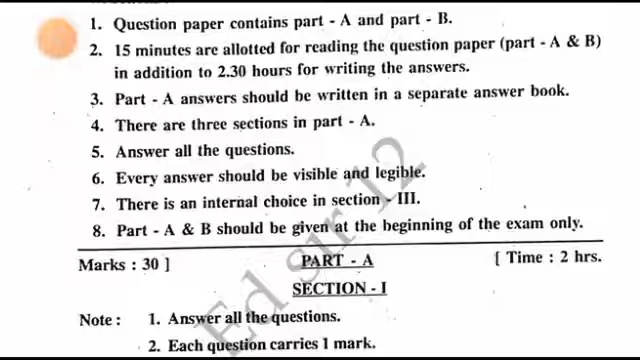 1. Question paper contains part - A and part - B.
2. 15 minutes are allotted for reading the question paper (part - A & B)
in addition to 2.30 hours for writing the answers.
3. Part - A answers should be written in a separate answer book.
4. There are three sections in part - A.
5. Answer all the questions.
6. Every answer should be visible and legible.
7. There is an internal choice in section - III.
8. Part - A & B should be given at the beginning of the exam only.
Marks : 30 ] PART - A [ Time : 2 hrs.
SECTION - I
Note : 1. Answer all the questions.
2. Each question carries 1 mark.
Ed sir 12